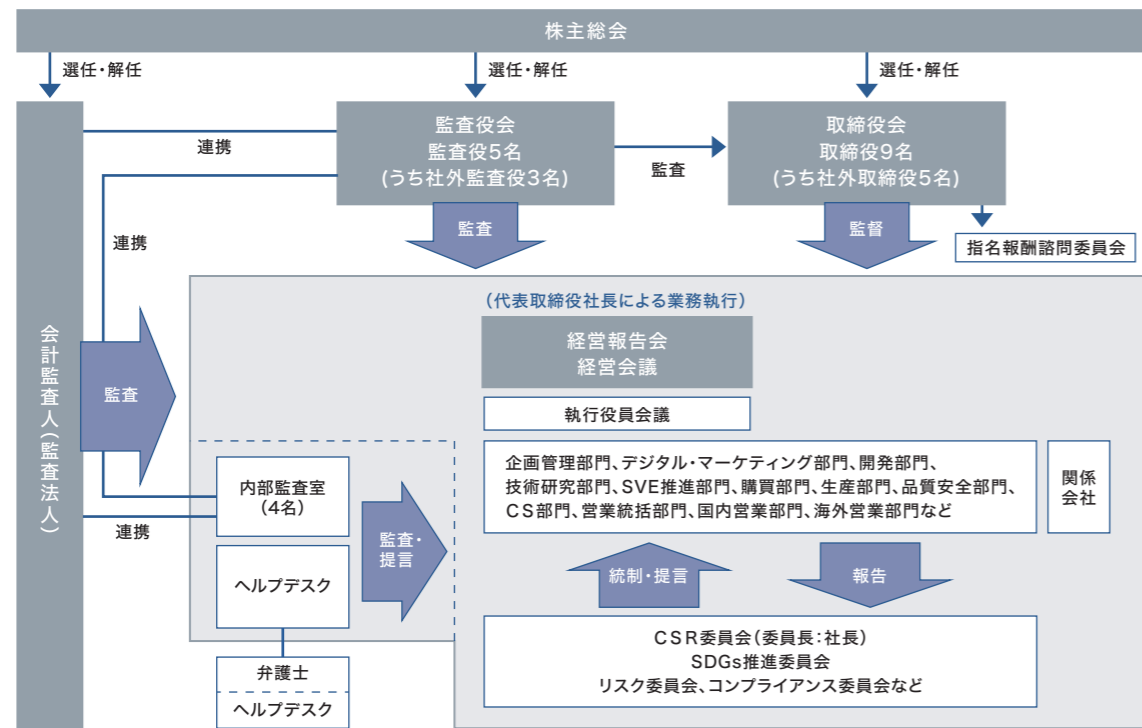 株主総会
選任・解任
選任・解任
選任・解任
監査役会
監査役5名
(うち社外監査役3名)
取締役会
取締役9名
(うち社外取締役5名)
連携
監査
連携
監査
監督
指名報酬諮問委員会
会計監査人(監査法人)
監査
(代表取締役社長による業務執行)
経営報告会
経営会議
執行役員会議
企画管理部門、デジタル・マーケティング部門、開発部門、
技術研究部門、SVE推進部門、購買部門、生産部門、品質安全部門、
CS部門、営業統括部門、国内営業部門、海外営業部門など
関係
会社
内部監査室
(4名)
連携
監査・
提言
ヘルプデスク
統制・提言
報告
CSR委員会(委員長:社長)
SDGs推進委員会
リスク委員会、コンプライアンス委員会など
弁護士
ヘルプデスク